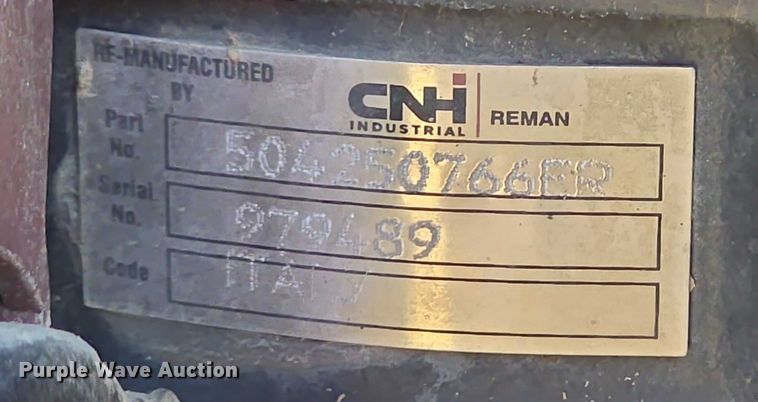 RE-MANUFACTURED
BY
CNH
INDUSTRIAL
REMAN
Part
No.
504250766ER
Serial
No.
979489
Code
ITALY
Purple Wave Auction